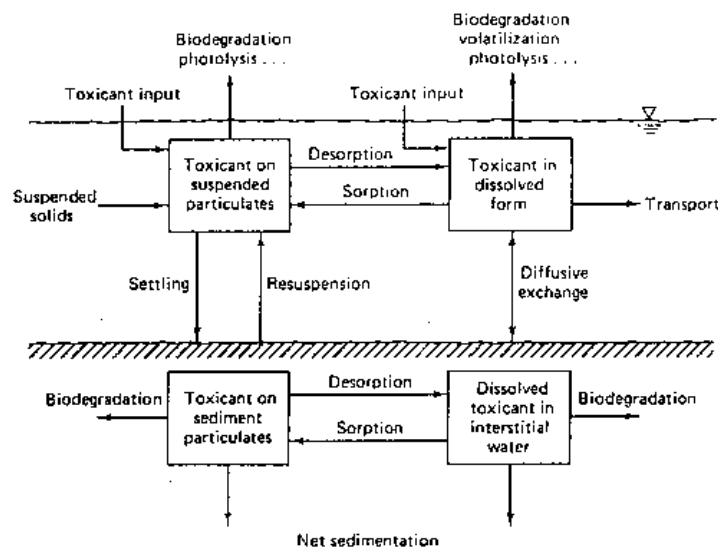 Biodegradation
photolysis . . .
Biodegradation
volatilization
photolysis . . .
Toxicant input
Toxicant input
Toxicant on
suspended
particulates
Desorption
Sorption
Toxicant in
dissolved
form
Suspended
solids
Transport
Settling
Resuspension
Diffusive
exchange
Biodegradation
Toxicant on
sediment
particulates
Desorption
Sorption
Dissolved
toxicant in
interstitial
water
Biodegradation
Net sedimentation